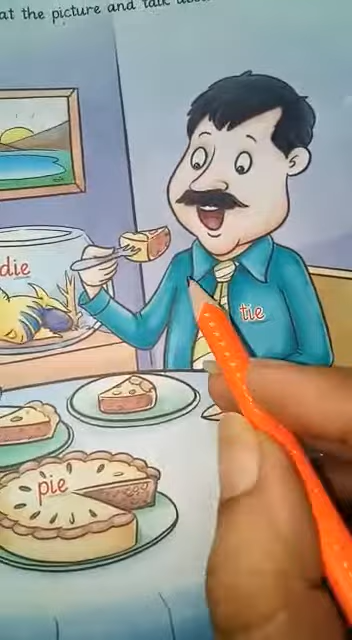 at the picture and talk
die
tie
pie